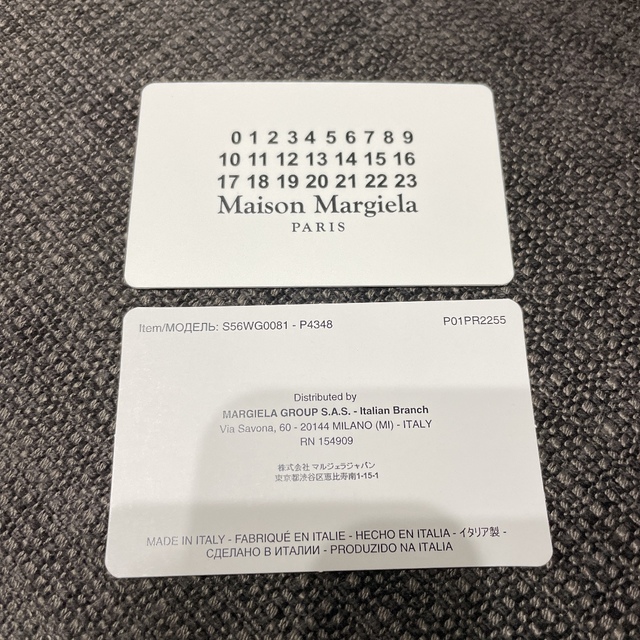 0 1 2 3 4 5 6 7 8 9
10 11 12 13 14 15 16
17 18 19 20 21 22 23
Maison Margiela
PARIS
Item/МОДЕЛЬ: S56WG0081 - P4348 P01PR2255
Distributed by
MARGIELA GROUP S.A.S. - Italian Branch
Via Savona, 60 - 20144 MILANO (MI) - ITALY
RN 154909
株式会社 マルジェラジャパン
東京都渋谷区恵比寿南1-15-1
MADE IN ITALY - FABRIQUÉ EN ITALIE - HECHO EN ITALIA - イタリア製 -
СДЕЛАНО В ИТАЛИИ - PRODUZIDO NA ITALIA